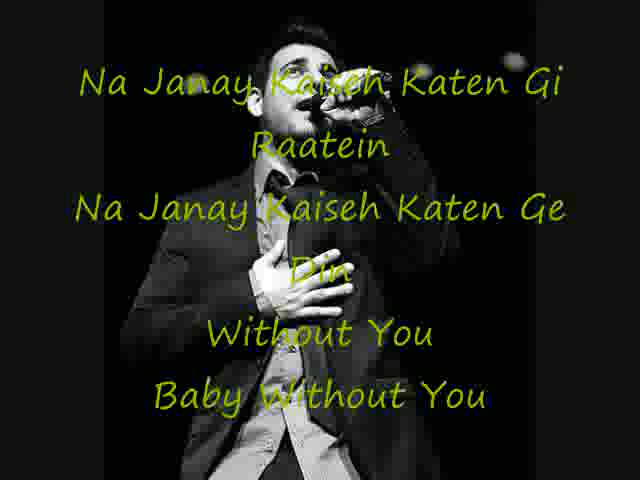 Na Janay Kaiseh Katen Gi
Raatein
Na Janay Kaiseh Katen Ge
Din
Without You
Baby Without You